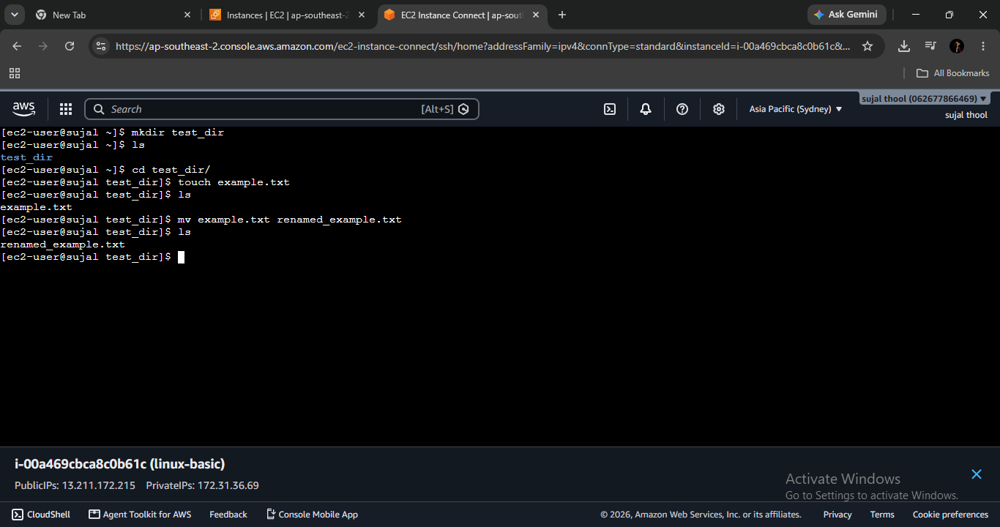 New Tab
Instances | EC2 | ap-southeast-2
EC2 Instance Connect | ap-sout
Ask Gemini
https://ap-southeast-2.console.aws.amazon.com/ec2-instance-connect/ssh/home?addressFamily=ipv4&connType=standard&instanceId=i-00a469cbca8c0b61c&...
All Bookmarks
aws
Search
[Alt+S]
Asia Pacific (Sydney)
sujal thool (062677866469)
sujal thool
[ec2-user@sujal ~]$ mkdir test_dir
[ec2-user@sujal ~]$ ls
test_dir
[ec2-user@sujal ~]$ cd test_dir/
[ec2-user@sujal test_dir]$ touch example.txt
[ec2-user@sujal test_dir]$ ls
example.txt
[ec2-user@sujal test_dir]$ mv example.txt renamed_example.txt
[ec2-user@sujal test_dir]$ ls
renamed_example.txt
[ec2-user@sujal test_dir]$
i-00a469cbca8c0b61c (linux-basic)
PublicIPs: 13.211.172.215 PrivateIPs: 172.31.36.69
Activate Windows
Go to Settings to activate Windows.
CloudShell
Agent Toolkit for AWS
Feedback
Console Mobile App
© 2026, Amazon Web Services, Inc. or its affiliates.
Privacy
Terms
Cookie preferences